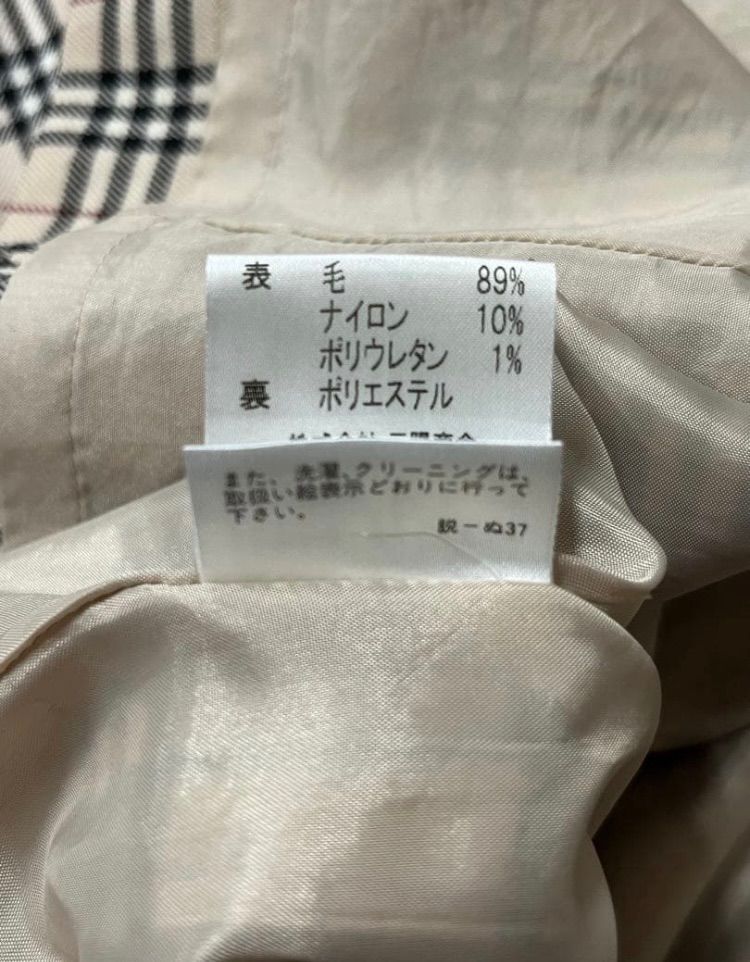 表 毛 89%
ナイロン 10%
ポリウレタン 1%
裏 ポリエステル
また、洗濯、クリーニングは、
取扱い絵表示どおりに行って
下さい。
説ーぬ37